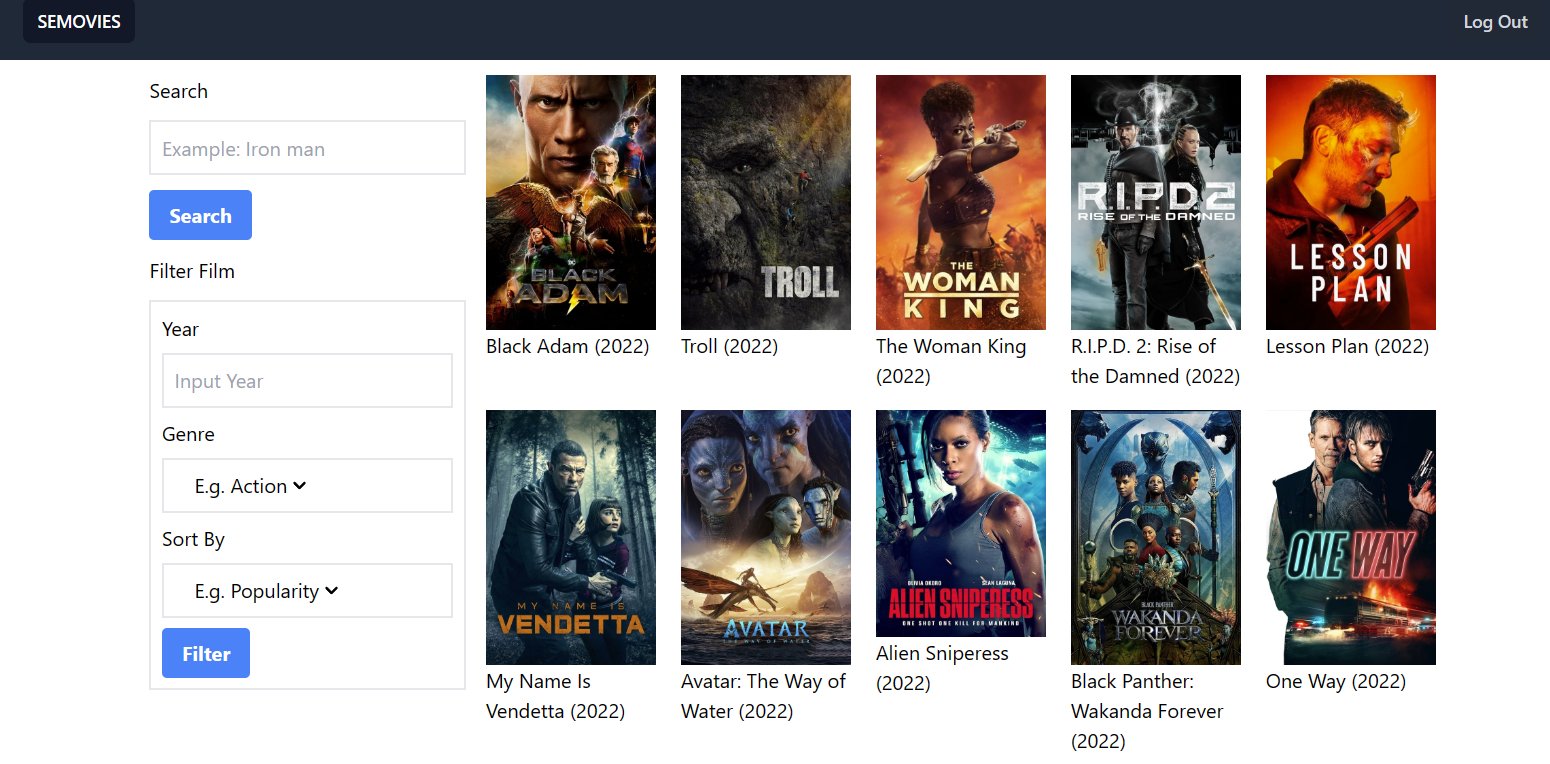 SEMOVIES
Log Out
Search
Example: Iron man
Search
Filter Film
Year
Input Year
Genre
E.g. Action
Sort By
E.g. Popularity
Filter
BLACK
ADAM
Black Adam (2022)
TROLL
Troll (2022)
THE
WOMAN
KING
The Woman King
(2022)
R.I.P.D.2
RISE OF THE DAMNED
R.I.P.D. 2: Rise of
the Damned (2022)
LESSON
PLAN
Lesson Plan (2022)
MY NAME IS
VENDETTA
My Name Is
Vendetta (2022)
AVATAR
THE WAY OF WATER
Avatar: The Way of
Water (2022)
OLIVIA OKORO SEAN LAGUNA
ALIEN SNIPERESS
ONE SHOT ONE KILL FOR MANKIND
Alien Sniperess
(2022)
BLACK PANTHER
WAKANDA
FOREVER
Black Panther:
Wakanda Forever
(2022)
ONE WAY
One Way (2022)